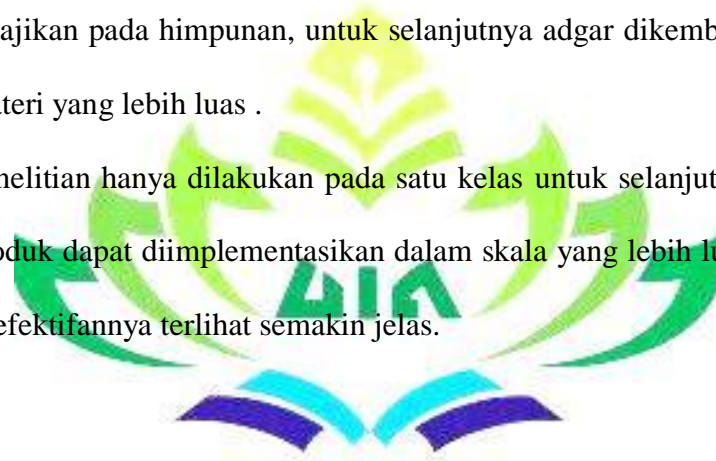 ajikan pada himpunan, untuk selanjutnya adgar dikemb
teri yang lebih luas .
nelitian hanya dilakukan pada satu kelas untuk selanjut
oduk dapat diimplementasikan dalam skala yang lebih lu
efektifannya terlihat semakin jelas.
UIN